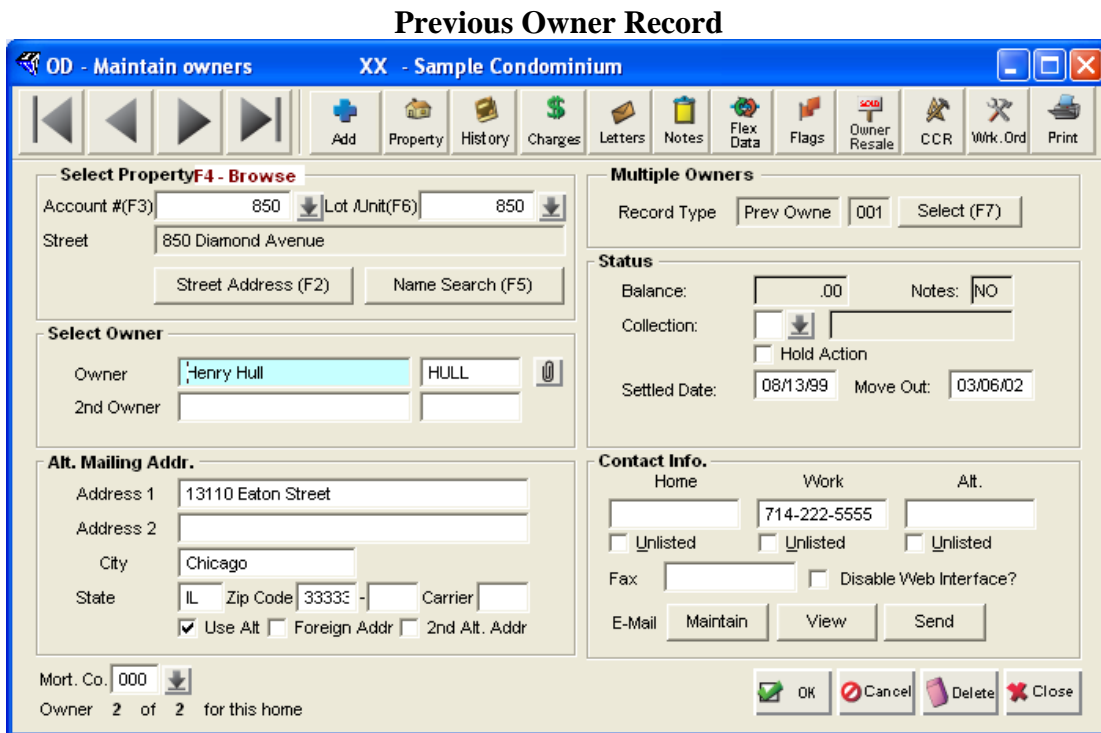 Previous Owner Record
OD - Maintain owners XX - Sample Condominium
Add Property History Charges Letters Notes Flex Data Flags SOLD Owner Resale CCR Wrk.Ord Print
Select Property F4 - Browse
Account #(F3) 850 Lot /Unit(F6) 850
Street 850 Diamond Avenue
Street Address (F2) Name Search (F5)
Multiple Owners
Record Type Prev Owne 001 Select (F7)
Status
Balance: .00 Notes: NO
Collection:
Hold Action
Settled Date: 08/13/99 Move Out: 03/06/02
Select Owner
Owner Henry Hull HULL
2nd Owner
Alt. Mailing Addr.
Address 1 13110 Eaton Street
Address 2
City Chicago
State IL Zip Code 33333 - Carrier
Use Alt Foreign Addr 2nd Alt. Addr
Contact Info.
Home Work Alt.
714-222-5555
Unlisted Unlisted Unlisted
Fax Disable Web Interface?
E-Mail Maintain View Send
Mort. Co. 000
Owner 2 of 2 for this home
OK Cancel Delete Close